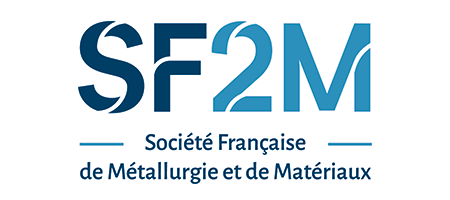 SF2M
Société Française
de Métallurgie et de Matériaux